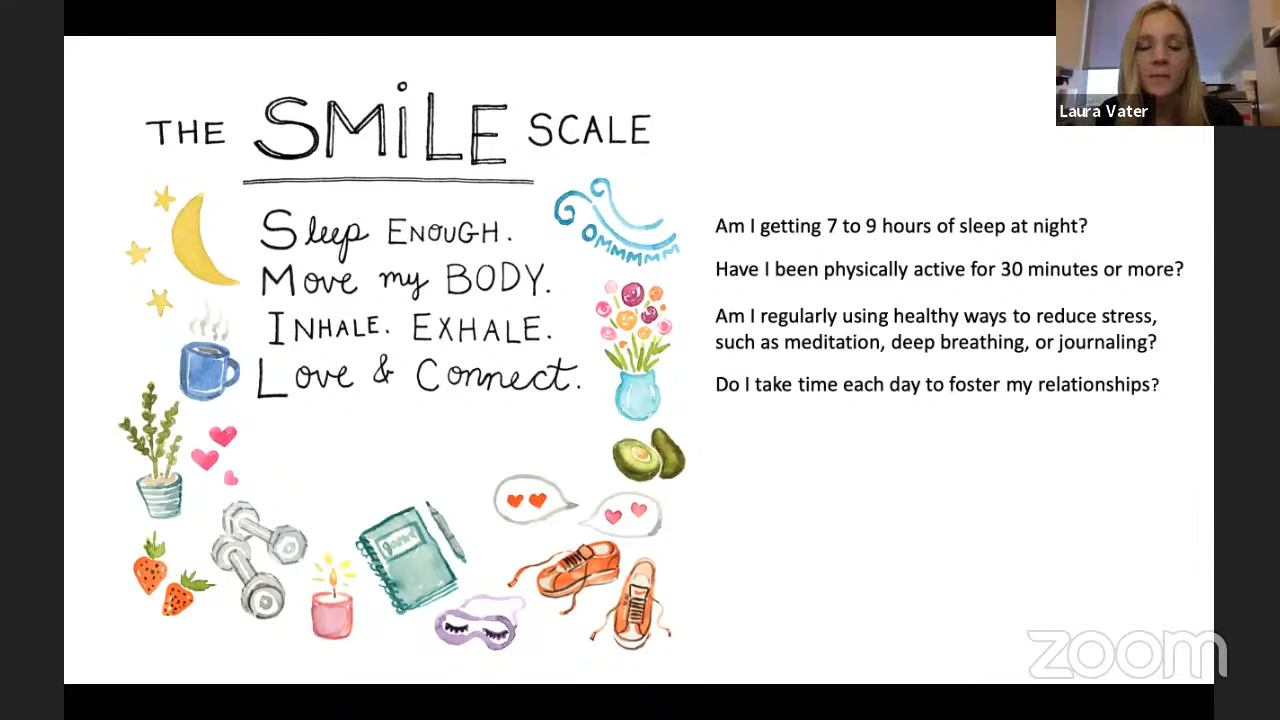 THE SMiLE SCALE
Sleep ENOUGH.
Move my BODY.
INHALE. EXHALE.
Love & Connect.
OMMMMMM
Am I getting 7 to 9 hours of sleep at night?
Have I been physically active for 30 minutes or more?
Am I regularly using healthy ways to reduce stress,
such as meditation, deep breathing, or journaling?
Do I take time each day to foster my relationships?
Laura Vater
zoom